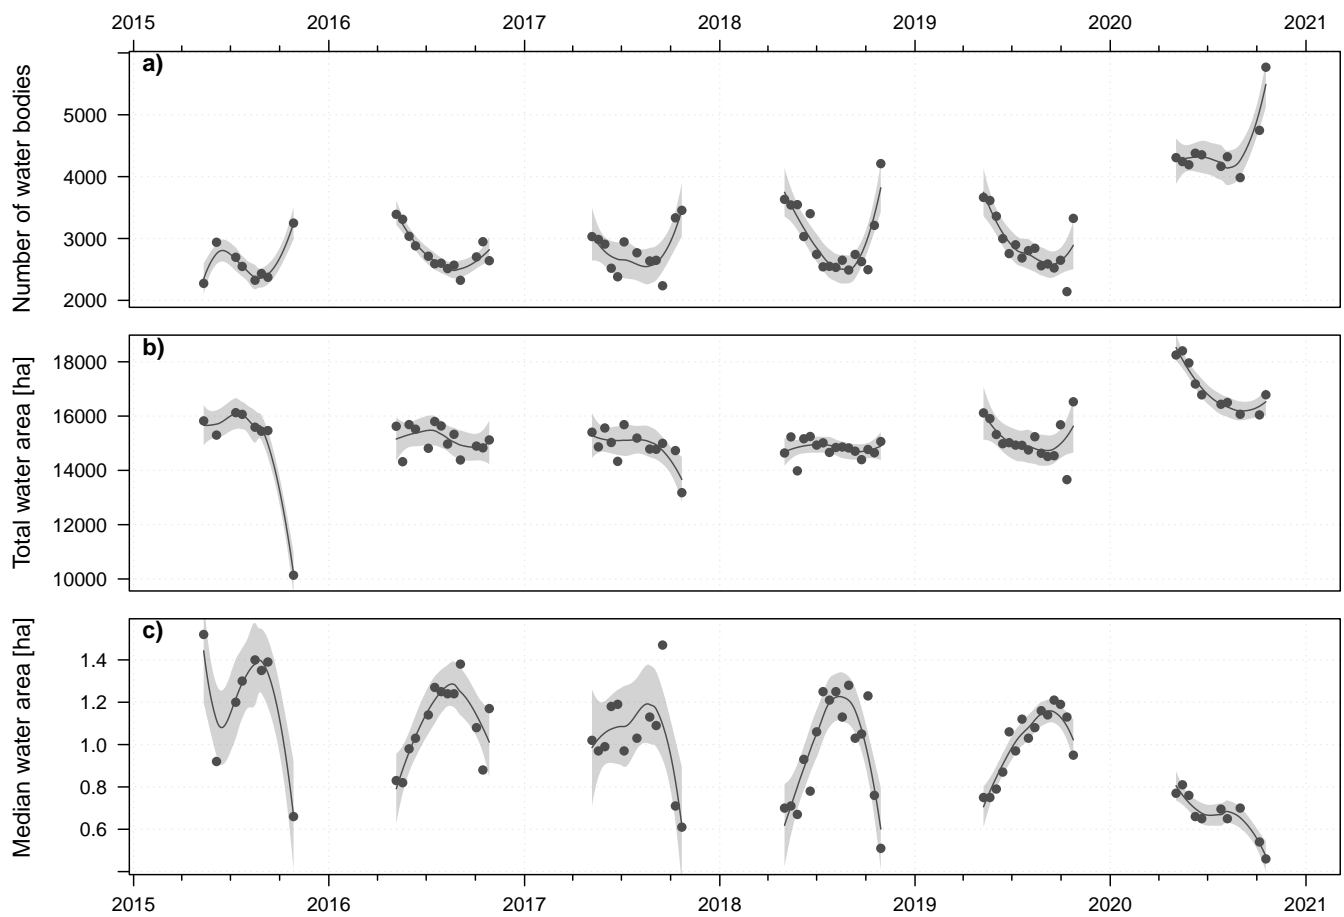 2015 2016 2017 2018 2019 2020 2021
a)
Number of water bodies
5000
4000
3000
2000
b)
Total water area [ha]
18000
16000
14000
12000
10000
c)
Median water area [ha]
1.4
1.2
1.0
0.8
0.6
2015 2016 2017 2018 2019 2020 2021